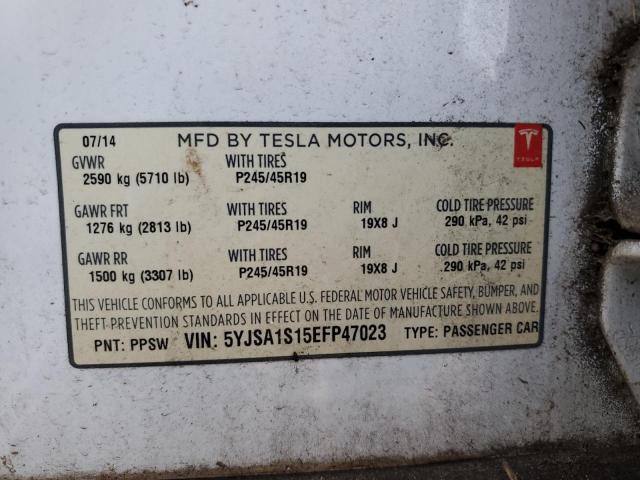 07/14 MFD BY TESLA MOTORS, INC.
TESLA
GVWR WITH TIRES
2590 kg (5710 lb) P245/45R19
GAWR FRT WITH TIRES RIM COLD TIRE PRESSURE
1276 kg (2813 lb) P245/45R19 19X8 J 290 kPa, 42 psi
GAWR RR WITH TIRES RIM COLD TIRE PRESSURE
1500 kg (3307 lb) P245/45R19 19X8 J 290 kPa, 42 psi
THIS VEHICLE CONFORMS TO ALL APPLICABLE U.S. FEDERAL MOTOR VEHICLE SAFETY, BUMPER, AND
THEFT PREVENTION STANDARDS IN EFFECT ON THE DATE OF MANUFACTURE SHOWN ABOVE.
PNT: PPSW VIN: 5YJSA1S15EFP47023 TYPE: PASSENGER CAR